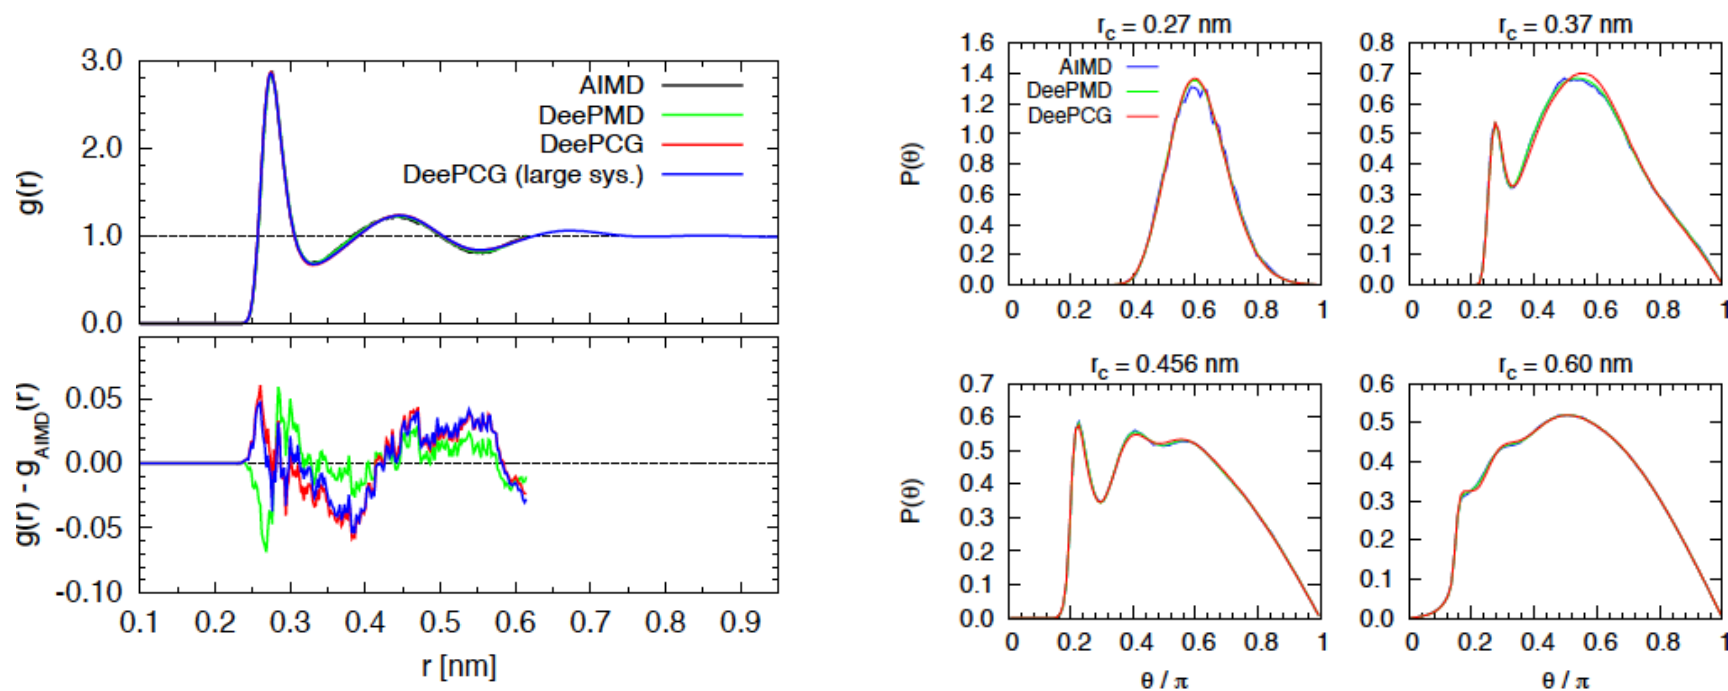 3.0
2.0
1.0
0.0
g(r)
AIMD
DeePMD
DeePCG
DeePCG (large sys.)
0.05
0.00
-0.05
-0.10
g(r) - g_AIMD(r)
0.1 0.2 0.3 0.4 0.5 0.6 0.7 0.8 0.9
r [nm]
r_c = 0.27 nm
1.6
1.4
1.2
1.0
0.8
0.6
0.4
0.2
0.0
P(θ)
AIMD
DeePMD
DeePCG
0 0.2 0.4 0.6 0.8 1
r_c = 0.37 nm
0.8
0.7
0.6
0.5
0.4
0.3
0.2
0.1
0.0
0 0.2 0.4 0.6 0.8 1
r_c = 0.456 nm
0.7
0.6
0.5
0.4
0.3
0.2
0.1
0.0
P(θ)
0 0.2 0.4 0.6 0.8 1
θ / π
r_c = 0.60 nm
0.6
0.5
0.4
0.3
0.2
0.1
0.0
0 0.2 0.4 0.6 0.8 1
θ / π